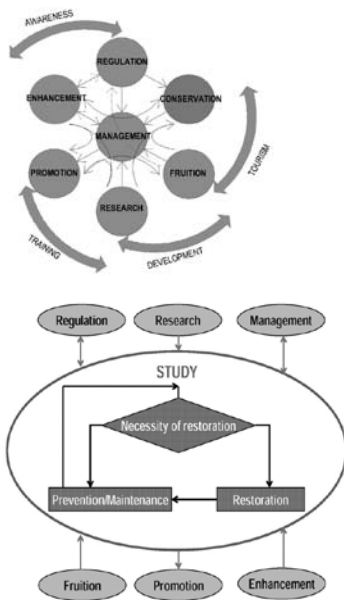 AWARENESS
REGULATION
ENHANCEMENT
CONSERVATION
MANAGEMENT
PROMOTION
FRUITION
TOURISM
RESEARCH
TRAINING
DEVELOPMENT
Regulation
Research
Management
STUDY
Necessity of restoration
Prevention/Maintenance
Restoration
Fruition
Promotion
Enhancement